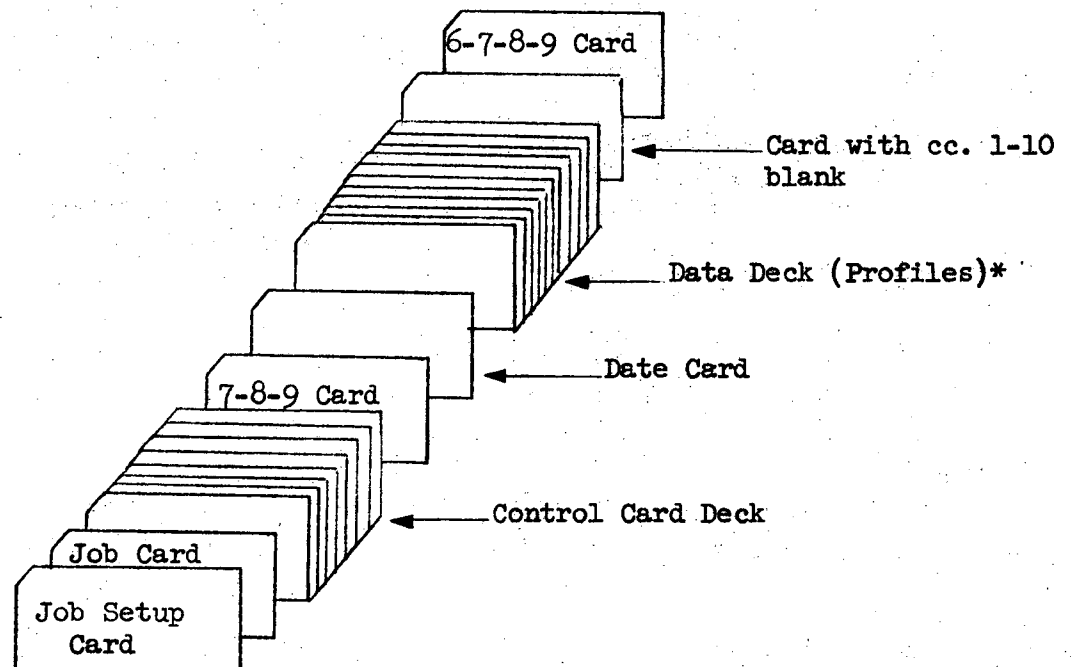 6-7-8-9 Card
Card with cc. 1-10
blank
Data Deck (Profiles)*
Date Card
7-8-9 Card
Control Card Deck
Job Card
Job Setup
Card